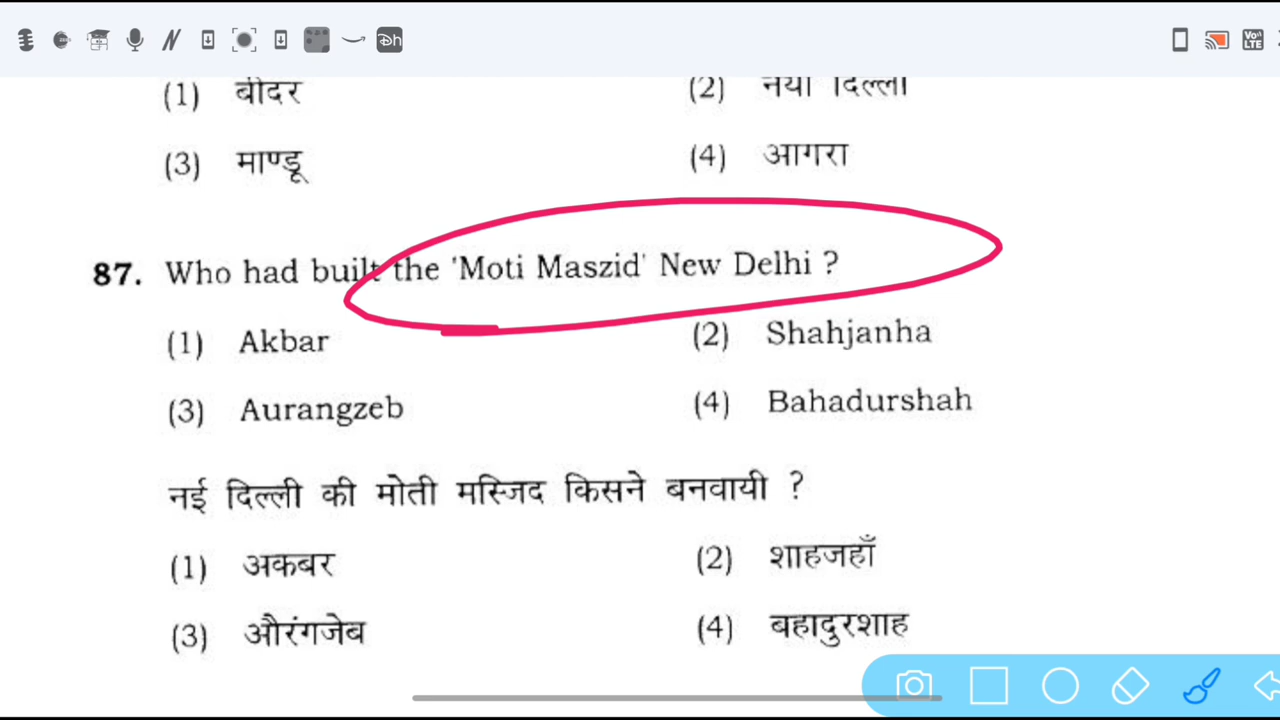 (1) बीदर (2) नयी दिल्ली
(3) माण्डू (4) आगरा
87. Who had built the 'Moti Maszid' New Delhi ?
(1) Akbar (2) Shahjanha
(3) Aurangzeb (4) Bahadurshah
नई दिल्ली की मोती मस्जिद किसने बनवायी ?
(1) अकबर (2) शाहजहाँ
(3) औरंगजेब (4) बहादुरशाह